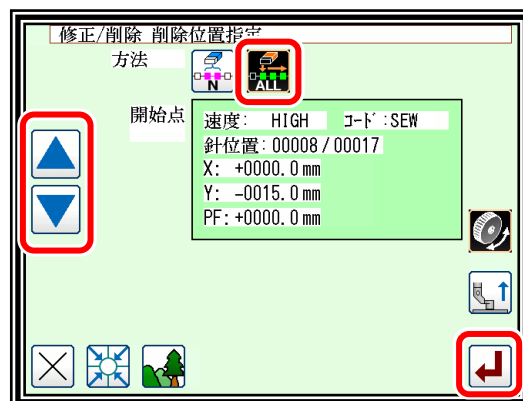 修正/削除 削除位置指定
方法
N
ALL
開始点
速度: HIGH コード:SEW
針位置:00008/00017
X: +0000.0mm
Y: -0015.0mm
PF:+0000.0mm